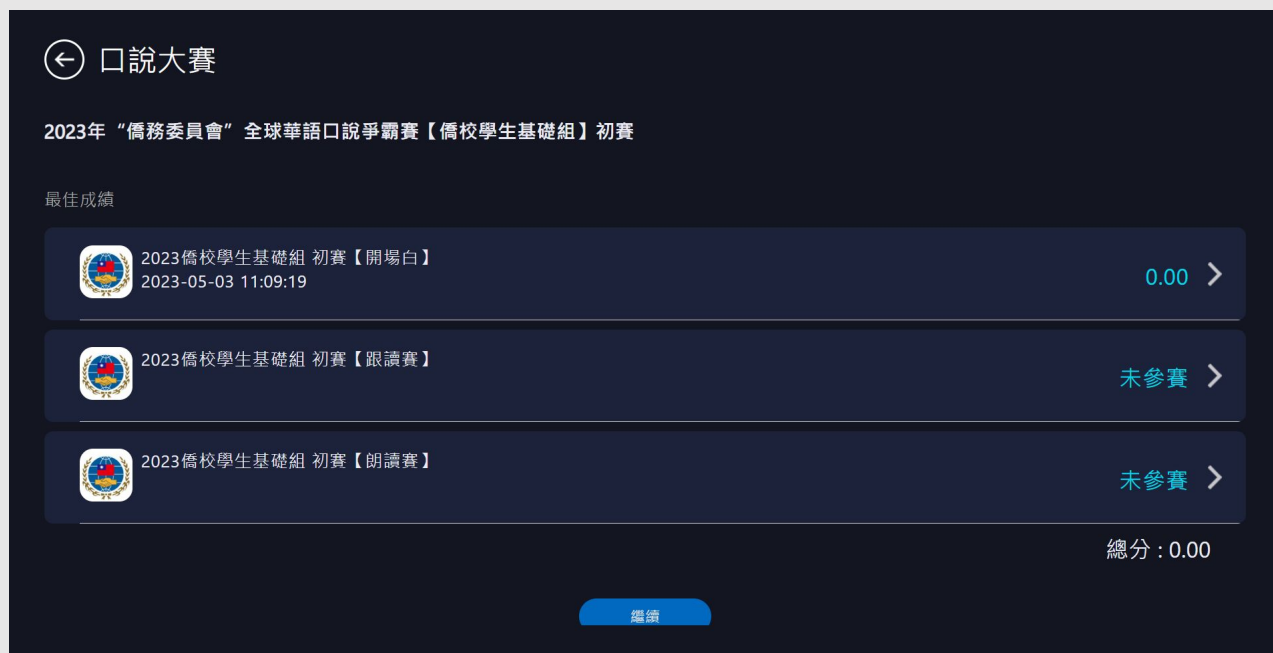 口說大賽
2023年“僑務委員會”全球華語口說爭霸賽【僑校學生基礎組】初賽
最佳成績
2023僑校學生基礎組 初賽【開場白】
2023-05-03 11:09:19
0.00
2023僑校學生基礎組 初賽【跟讀賽】
未參賽
2023僑校學生基礎組 初賽【朗讀賽】
未參賽
總分 : 0.00
繼續